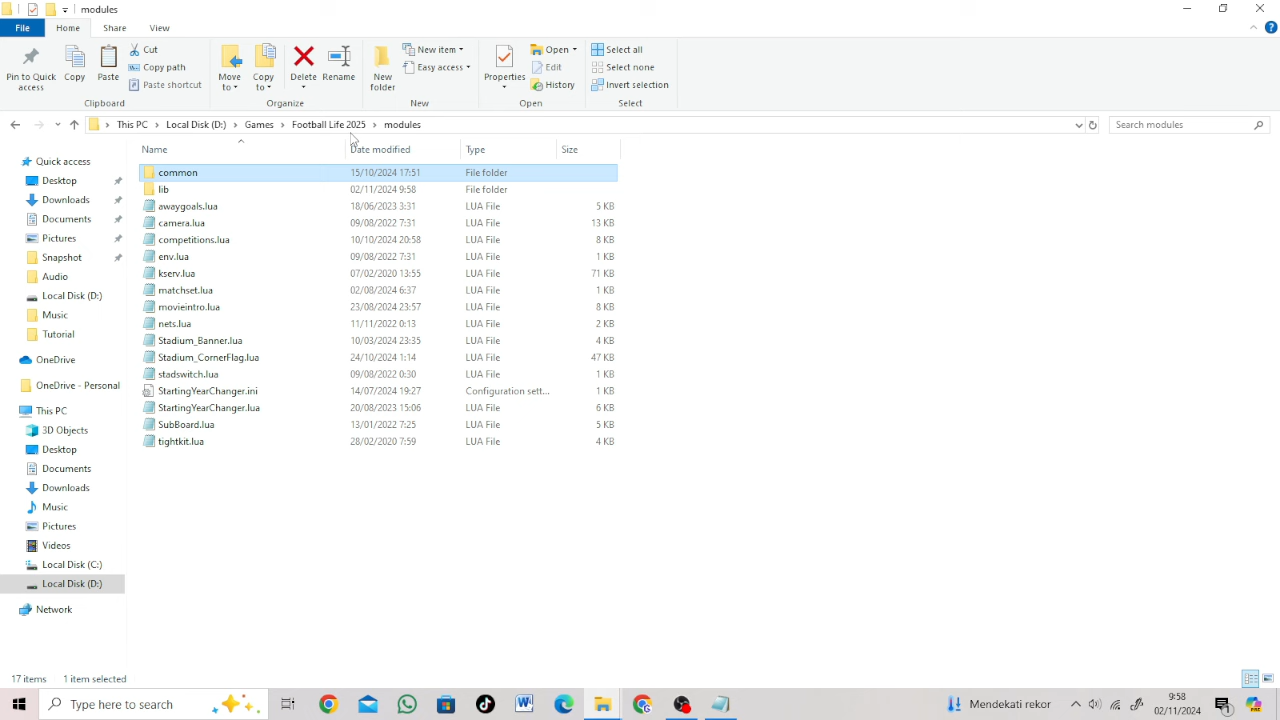 modules
File
Home
Share
View
Pin to Quick access
Copy
Paste
Cut
Copy path
Paste shortcut
Clipboard
Move to
Copy to
Delete
Rename
Organize
New folder
New item
Easy access
New
Properties
Open
Edit
History
Open
Select all
Select none
Invert selection
Select
This PC > Local Disk (D:) > Games > Football Life 2025 > modules
Search modules
Name Date modified Type Size
common 15/10/2024 17:51 File folder
lib 02/11/2024 9:58 File folder
awaygoals.lua 18/06/2023 3:31 LUA File 5 KB
camera.lua 09/08/2022 7:31 LUA File 13 KB
competitions.lua 10/10/2024 20:58 LUA File 8 KB
env.lua 09/08/2022 7:31 LUA File 1 KB
kserv.lua 07/02/2020 13:55 LUA File 71 KB
matchset.lua 02/08/2024 6:37 LUA File 1 KB
movieintro.lua 23/08/2024 23:57 LUA File 8 KB
nets.lua 11/11/2022 0:13 LUA File 2 KB
Stadium_Banner.lua 10/03/2024 23:35 LUA File 4 KB
Stadium_CornerFlag.lua 24/10/2024 1:14 LUA File 47 KB
stadswitch.lua 09/08/2022 0:30 LUA File 1 KB
StartingYearChanger.ini 14/07/2024 19:27 Configuration sett... 1 KB
StartingYearChanger.lua 20/08/2023 15:06 LUA File 6 KB
SubBoard.lua 13/01/2022 7:25 LUA File 5 KB
tightkit.lua 28/02/2020 7:59 LUA File 4 KB
Quick access
Desktop
Downloads
Documents
Pictures
Snapshot
Audio
Local Disk (D:)
Music
Tutorial
OneDrive
OneDrive - Personal
This PC
3D Objects
Desktop
Documents
Downloads
Music
Pictures
Videos
Local Disk (C:)
Local Disk (D:)
Network
17 items 1 item selected
Type here to search
Mendekati rekor
9:58
02/11/2024